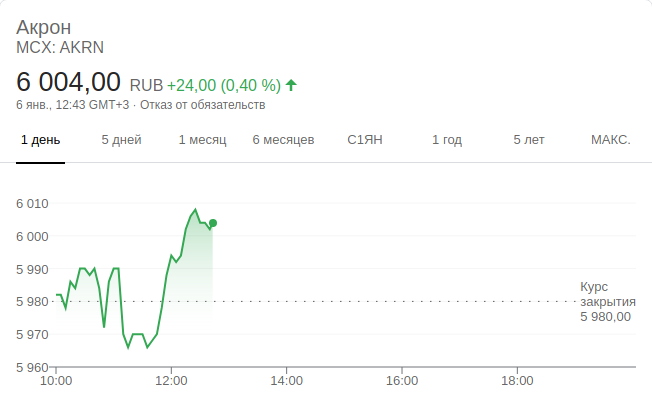 Акрон
MCX: AKRN
6 004,00 RUB +24,00 (0,40 %)
6 янв., 12:43 GMT+3 · Отказ от обязательств
1 день 5 дней 1 месяц 6 месяцев С1ЯН 1 год 5 лет МАКС.
6 010
6 000
5 990
5 980
5 970
5 960
Курс
закрытия
5 980,00
10:00 12:00 14:00 16:00 18:00